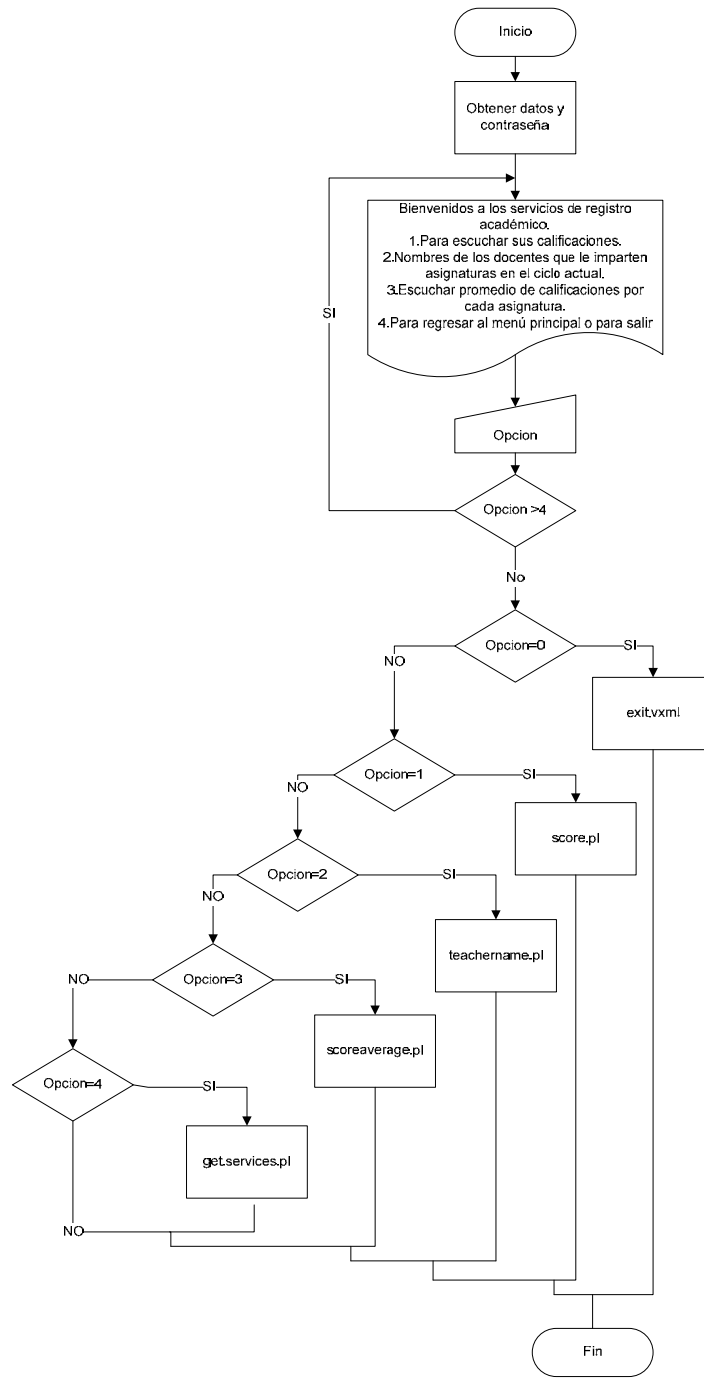 Inicio
Obtener datos y
contraseña
Bienvenidos a los servicios de registro
académico.
1.Para escuchar sus calificaciones.
2.Nombres de los docentes que le imparten
asignaturas en el ciclo actual.
3.Escuchar promedio de calificaciones por
cada asignatura.
4.Para regresar al menú principal o para salir
SI
Opcion
Opcion >4
No
Opcion=0
SI
NO
exit.vxml
Opcion=1
SI
NO
score.pl
Opcion=2
SI
NO
teachername.pl
Opcion=3
SI
NO
scoreaverage.pl
Opcion=4
SI
get.services.pl
NO
Fin